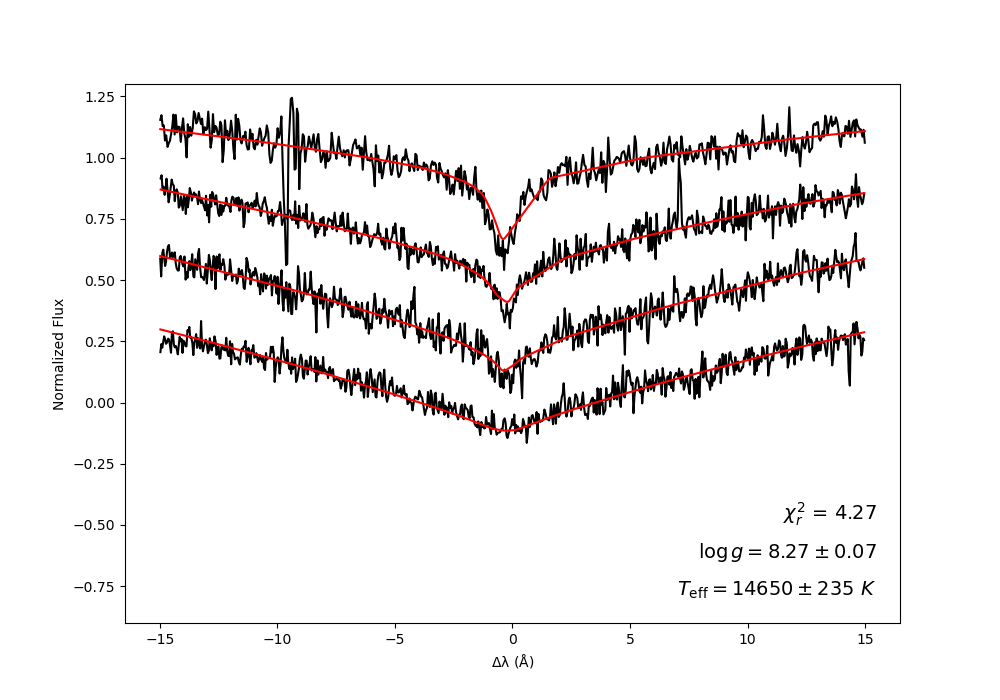 1.25
1.00
0.75
0.50
0.25
0.00
−0.25
−0.50
−0.75
Normalized Flux
χ²ᵣ = 4.27
log g = 8.27 ± 0.07
T_eff = 14650 ± 235 K
−15 −10 −5 0 5 10 15
Δλ (Å)